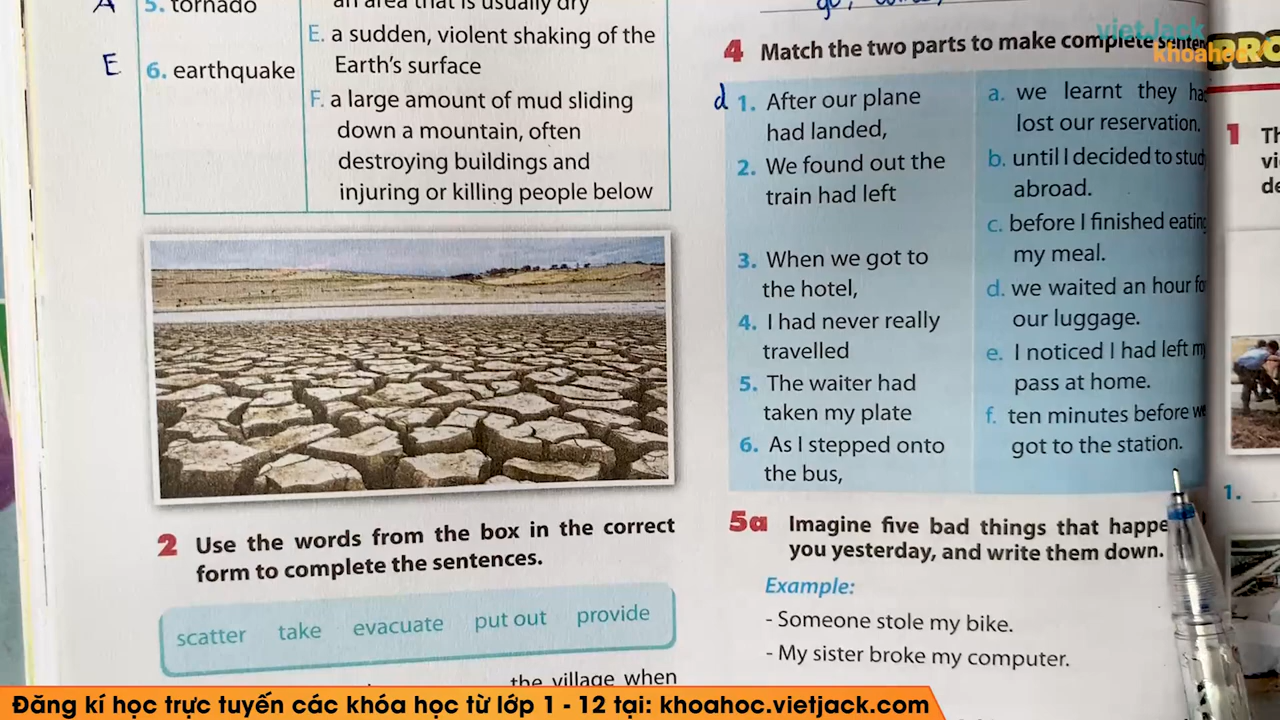 A
5. tornado
an area that is usually dry
E. a sudden, violent shaking of the
Earth's surface
E
6. earthquake
F. a large amount of mud sliding
down a mountain, often
destroying buildings and
injuring or killing people below
2 Use the words from the box in the correct
form to complete the sentences.
scatter take evacuate put out provide
the village when
go,
4 Match the two parts to make complete
d 1. After our plane
had landed,
2. We found out the
train had left
3. When we got to
the hotel,
4. I had never really
travelled
5. The waiter had
taken my plate
6. As I stepped onto
the bus,
a. we learnt they
lost our reservation.
b. until I decided to
abroad.
c. before I finished
my meal.
d. we waited an hour
our luggage.
e. I noticed I had left
pass at home.
f. ten minutes before
got to the station.
5a Imagine five bad things that
you yesterday, and write them down.
Example:
- Someone stole my bike.
- My sister broke my computer.
1
1.
vietJack
khoahoc
Đăng kí học trực tuyến các khóa học từ lớp 1 - 12 tại: khoahoc.vietjack.com